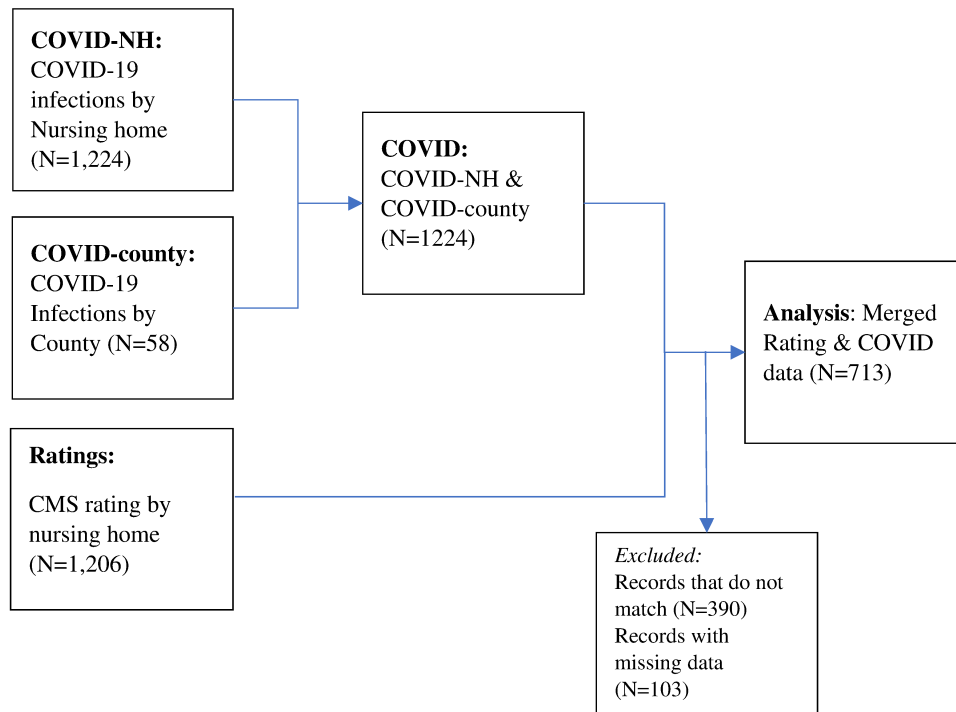 COVID-NH:
COVID-19
infections by
Nursing home
(N=1,224)
COVID-county:
COVID-19
Infections by
County (N=58)
Ratings:
CMS rating by
nursing home
(N=1,206)
COVID:
COVID-NH &
COVID-county
(N=1224)
Analysis: Merged
Rating & COVID
data (N=713)
Excluded:
Records that do not
match (N=390)
Records with
missing data
(N=103)